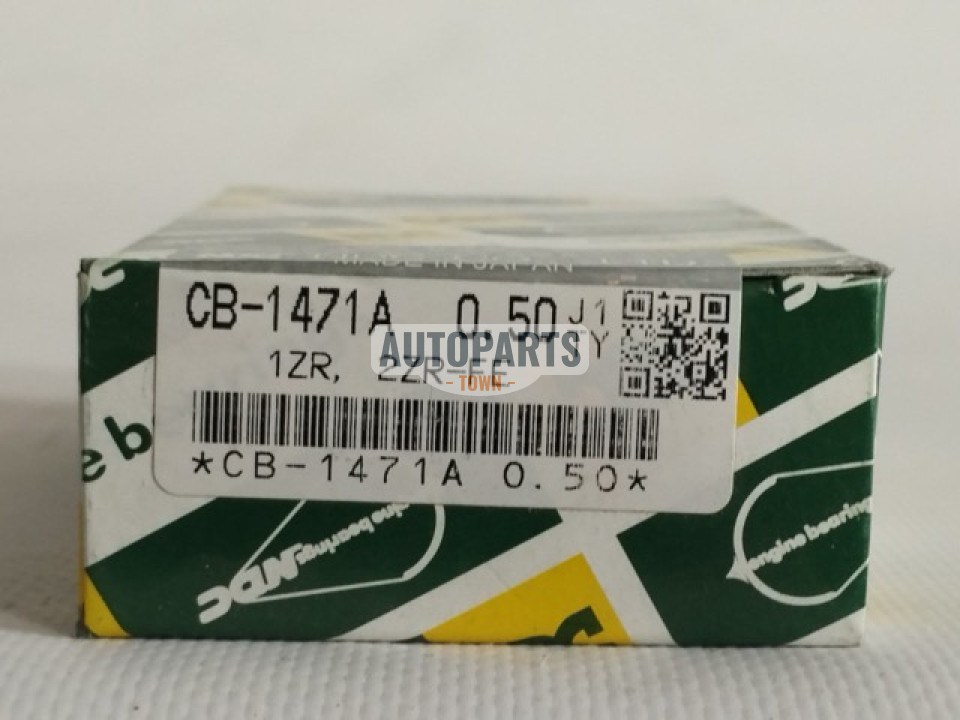 MADE IN JAPAN
CB-1471A 0.50 J1
Y
AUTOPARTS
1ZR, 2ZR-FE
- TOWN -
*CB-1471A 0.50*
e b
NDC engine bearings
engine bearing